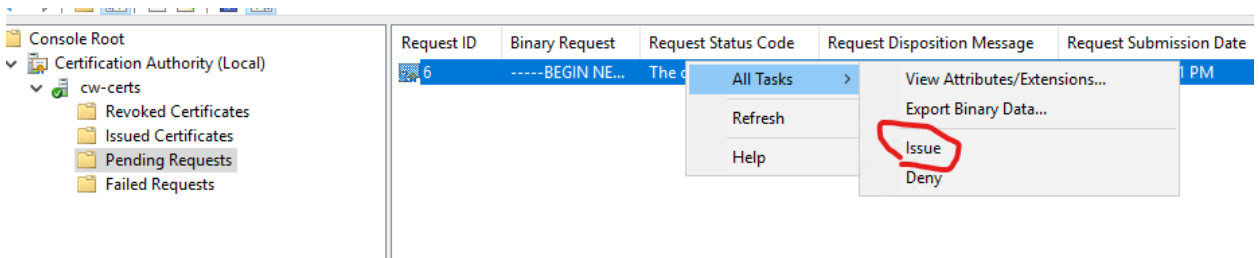 Console Root
Certification Authority (Local)
cw-certs
Revoked Certificates
Issued Certificates
Pending Requests
Failed Requests
Request ID Binary Request Request Status Code Request Disposition Message Request Submission Date
6 -----BEGIN NE... The PM
All Tasks
Refresh
Help
View Attributes/Extensions...
Export Binary Data...
Issue
Deny